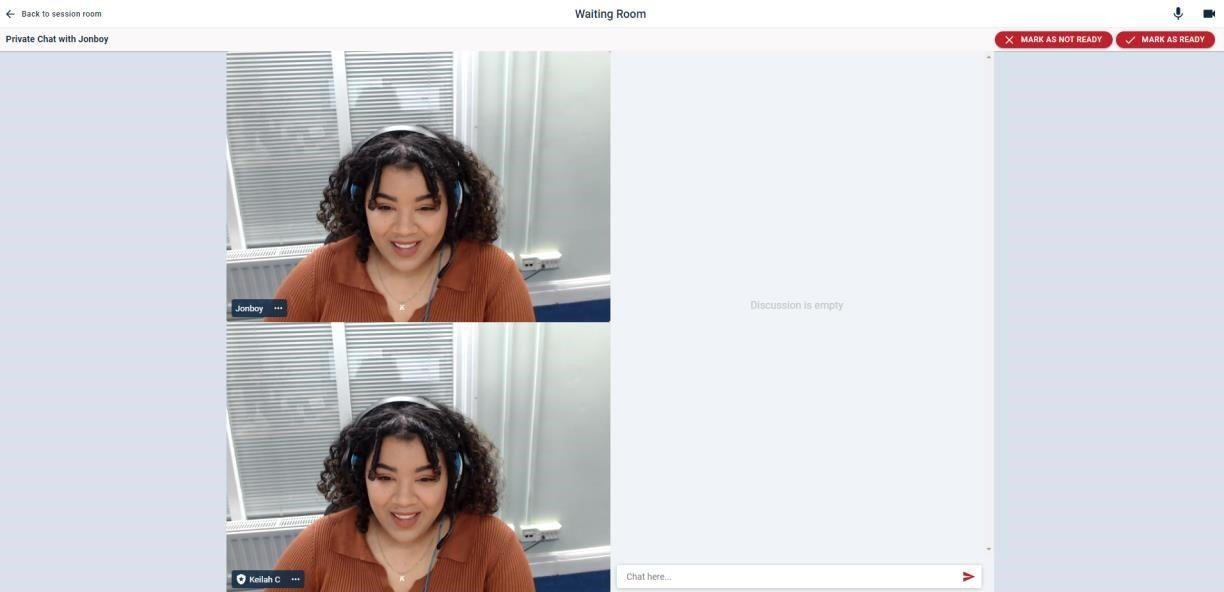 Back to session room
Waiting Room
Private Chat with Jonboy
MARK AS NOT READY
MARK AS READY
Jonboy
K
Discussion is empty
Keilah C
K
Chat here...